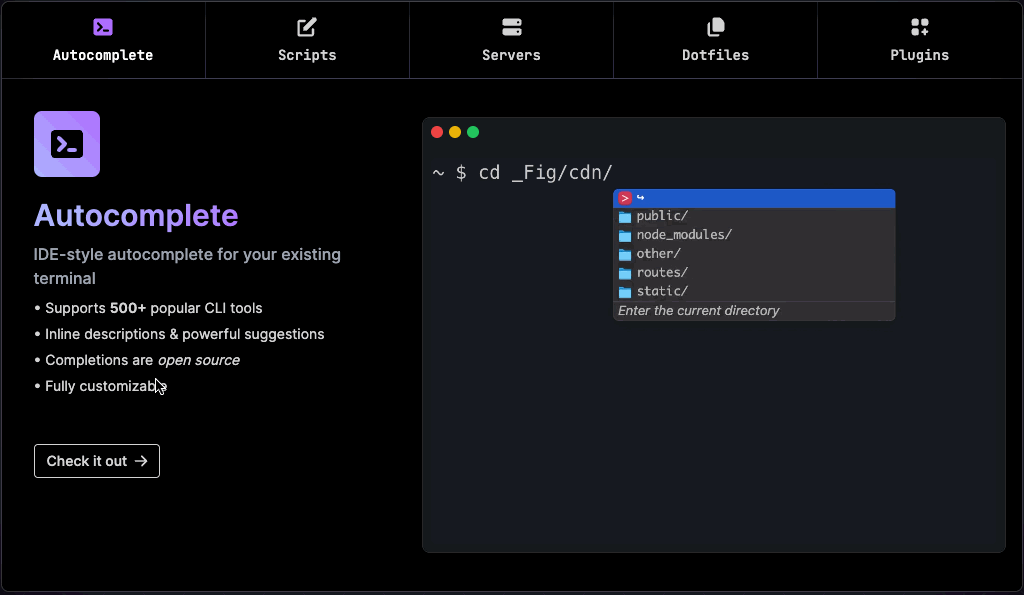 Autocomplete
Scripts
Servers
Dotfiles
Plugins
Autocomplete
IDE-style autocomplete for your existing
terminal
• Supports 500+ popular CLI tools
• Inline descriptions & powerful suggestions
• Completions are open source
• Fully customizable
Check it out →
~ $ cd _Fig/cdn/
↪
public/
node_modules/
other/
routes/
static/
Enter the current directory